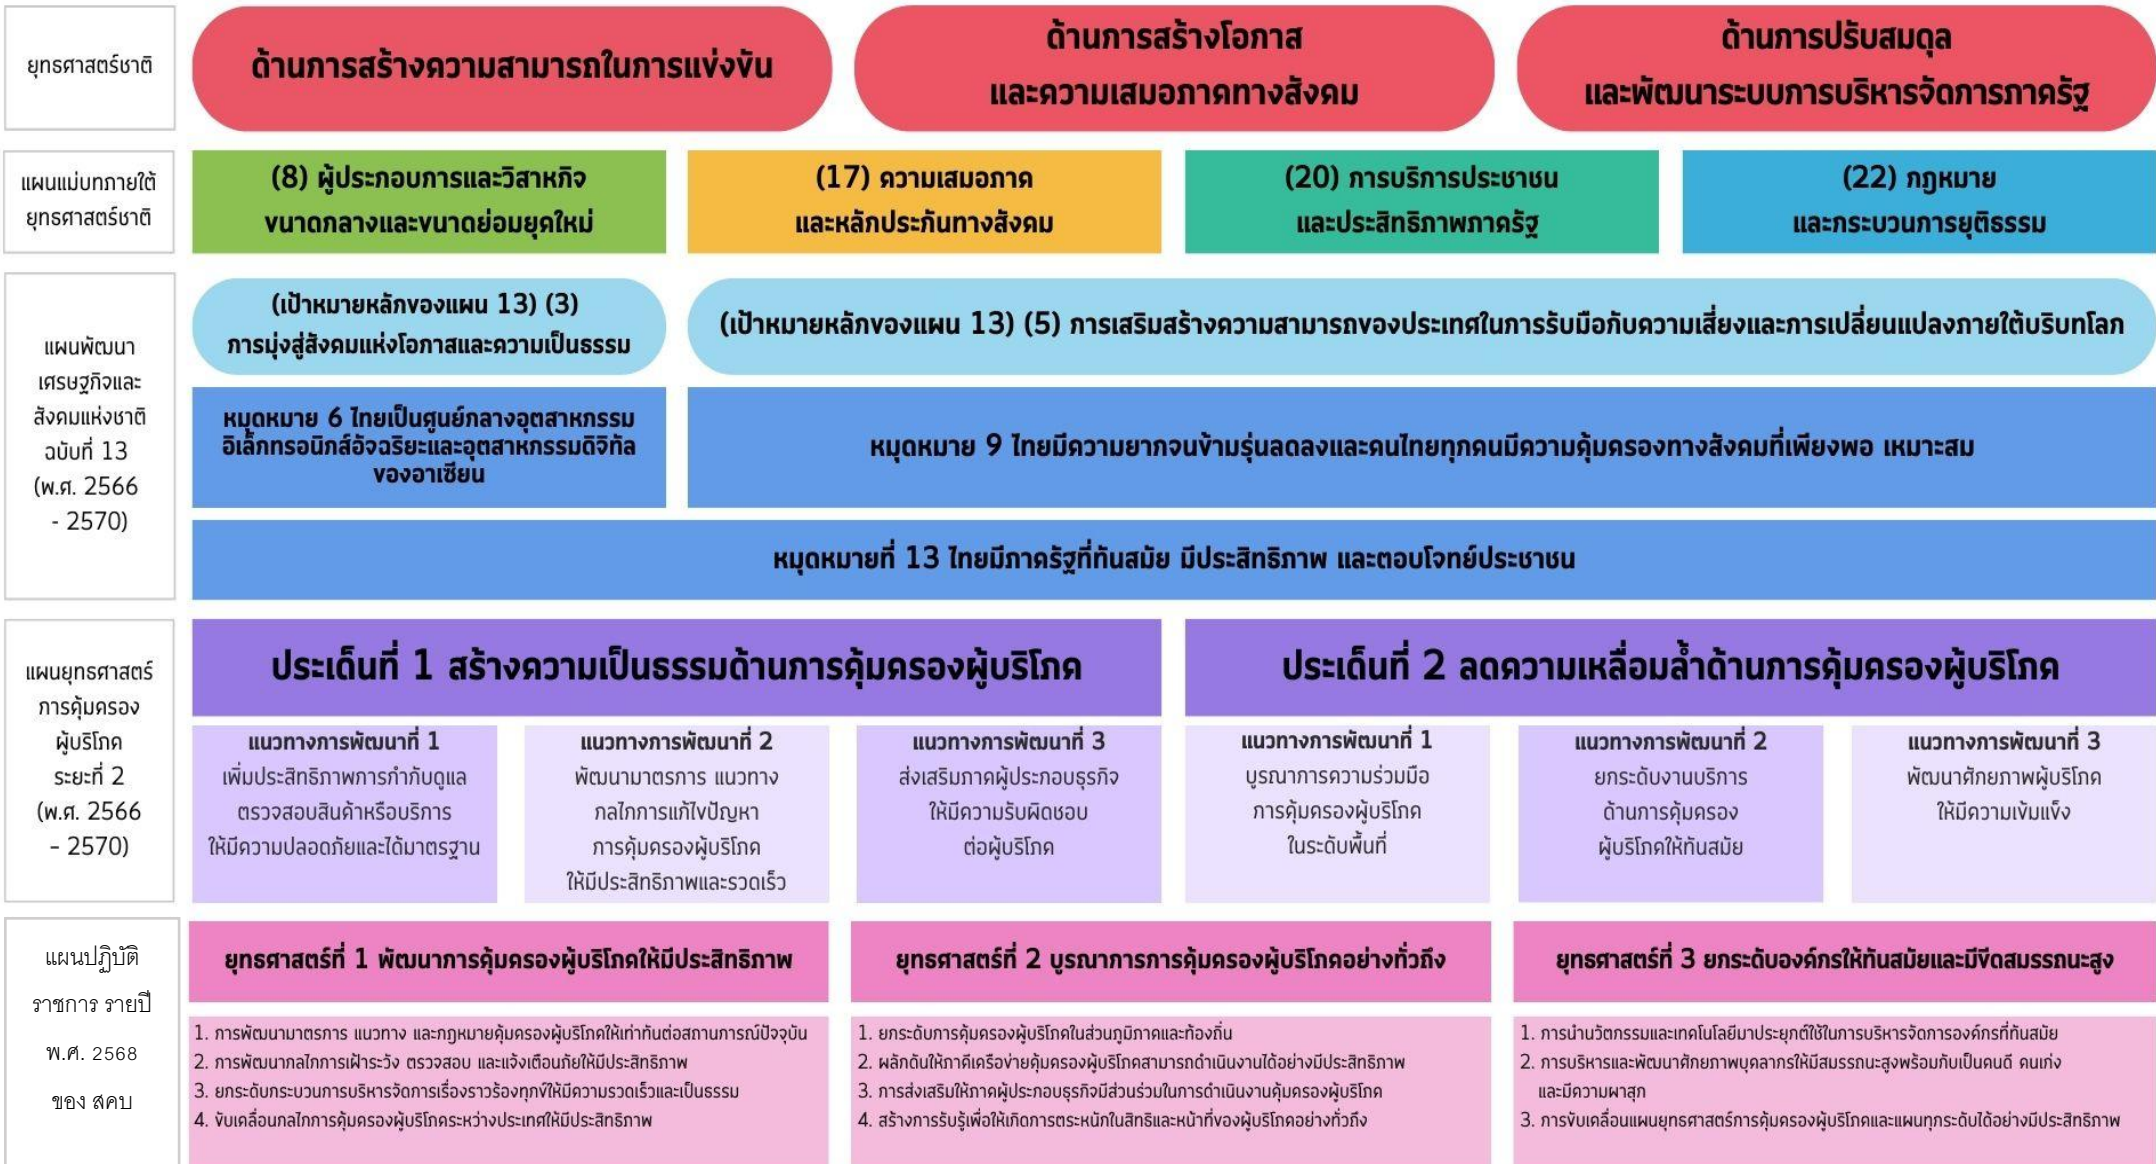 ยุทธศาสตร์ชาติ
ด้านการสร้างความสามารถในการแข่งขัน
ด้านการสร้างโอกาส
และความเสมอภาคทางสังคม
ด้านการปรับสมดุล
และพัฒนาระบบการบริหารจัดการภาครัฐ
แผนแม่บทภายใต้
ยุทธศาสตร์ชาติ
(8) ผู้ประกอบการและวิสาหกิจ
ขนาดกลางและขนาดย่อมยุคใหม่
(17) ความเสมอภาค
และหลักประกันทางสังคม
(20) การบริการประชาชน
และประสิทธิภาพภาครัฐ
(22) กฎหมาย
และกระบวนการยุติธรรม
แผนพัฒนา
เศรษฐกิจและ
สังคมแห่งชาติ
ฉบับที่ 13
(พ.ศ. 2566
- 2570)
(เป้าหมายหลักของแผน 13) (3)
การมุ่งสู่สังคมแห่งโอกาสและความเป็นธรรม
(เป้าหมายหลักของแผน 13) (5) การเสริมสร้างความสามารถของประเทศในการรับมือกับความเสี่ยงและการเปลี่ยนแปลงภายใต้บริบทโลก
หมุดหมาย 6 ไทยเป็นศูนย์กลางอุตสาหกรรม
อิเล็กทรอนิกส์อัจฉริยะและอุตสาหกรรมดิจิทัล
ของอาเซียน
หมุดหมาย 9 ไทยมีความยากจนข้ามรุ่นลดลงและคนไทยทุกคนมีความคุ้มครองทางสังคมที่เพียงพอ เหมาะสม
หมุดหมายที่ 13 ไทยมีภาครัฐที่ทันสมัย มีประสิทธิภาพ และตอบโจทย์ประชาชน
แผนยุทธศาสตร์
การคุ้มครอง
ผู้บริโภค
ระยะที่ 2
(พ.ศ. 2566
- 2570)
ประเด็นที่ 1 สร้างความเป็นธรรมด้านการคุ้มครองผู้บริโภค
ประเด็นที่ 2 ลดความเหลื่อมล้ำด้านการคุ้มครองผู้บริโภค
แนวทางการพัฒนาที่ 1
เพิ่มประสิทธิภาพการกำกับดูแล
ตรวจสอบสินค้าหรือบริการ
ให้มีความปลอดภัยและได้มาตรฐาน
แนวทางการพัฒนาที่ 2
พัฒนามาตรการ แนวทาง
กลไกการแก้ไขปัญหา
การคุ้มครองผู้บริโภค
ให้มีประสิทธิภาพและรวดเร็ว
แนวทางการพัฒนาที่ 3
ส่งเสริมภาคผู้ประกอบธุรกิจ
ให้มีความรับผิดชอบ
ต่อผู้บริโภค
แนวทางการพัฒนาที่ 1
บูรณาการความร่วมมือ
การคุ้มครองผู้บริโภค
ในระดับพื้นที่
แนวทางการพัฒนาที่ 2
ยกระดับงานบริการ
ด้านการคุ้มครอง
ผู้บริโภคให้ทันสมัย
แนวทางการพัฒนาที่ 3
พัฒนาศักยภาพผู้บริโภค
ให้มีความเข้มแข็ง
แผนปฏิบัติ
ราชการ รายปี
พ.ศ. 2568
ของ สคบ
ยุทธศาสตร์ที่ 1 พัฒนาการคุ้มครองผู้บริโภคให้มีประสิทธิภาพ
1. การพัฒนามาตรการ แนวทาง และกฎหมายคุ้มครองผู้บริโภคให้เท่าทันต่อสถานการณ์ปัจจุบัน
2. การพัฒนากลไกการเฝ้าระวัง ตรวจสอบ และแจ้งเตือนภัยให้มีประสิทธิภาพ
3. ยกระดับกระบวนการบริหารจัดการเรื่องราวร้องทุกข์ให้มีความรวดเร็วและเป็นธรรม
4. ขับเคลื่อนกลไกการคุ้มครองผู้บริโภคระหว่างประเทศให้มีประสิทธิภาพ
ยุทธศาสตร์ที่ 2 บูรณาการการคุ้มครองผู้บริโภคอย่างทั่วถึง
1. ยกระดับการคุ้มครองผู้บริโภคในส่วนภูมิภาคและท้องถิ่น
2. ผลักดันให้ภาคีเครือข่ายคุ้มครองผู้บริโภคสามารถดำเนินงานได้อย่างมีประสิทธิภาพ
3. การส่งเสริมให้ภาคผู้ประกอบธุรกิจมีส่วนร่วมในการดำเนินงานคุ้มครองผู้บริโภค
4. สร้างการรับรู้เพื่อให้เกิดการตระหนักในสิทธิและหน้าที่ของผู้บริโภคอย่างทั่วถึง
ยุทธศาสตร์ที่ 3 ยกระดับองค์กรให้ทันสมัยและมีขีดสมรรถนะสูง
1. การนำนวัตกรรมและเทคโนโลยีมาประยุกต์ใช้ในการบริหารจัดการองค์กรที่ทันสมัย
2. การบริหารและพัฒนาศักยภาพบุคลากรให้มีสมรรถนะสูงพร้อมกับเป็นคนดี คนเก่ง
และมีความผาสุก
3. การขับเคลื่อนแผนยุทธศาสตร์การคุ้มครองผู้บริโภคและแผนทุกระดับได้อย่างมีประสิทธิภาพ